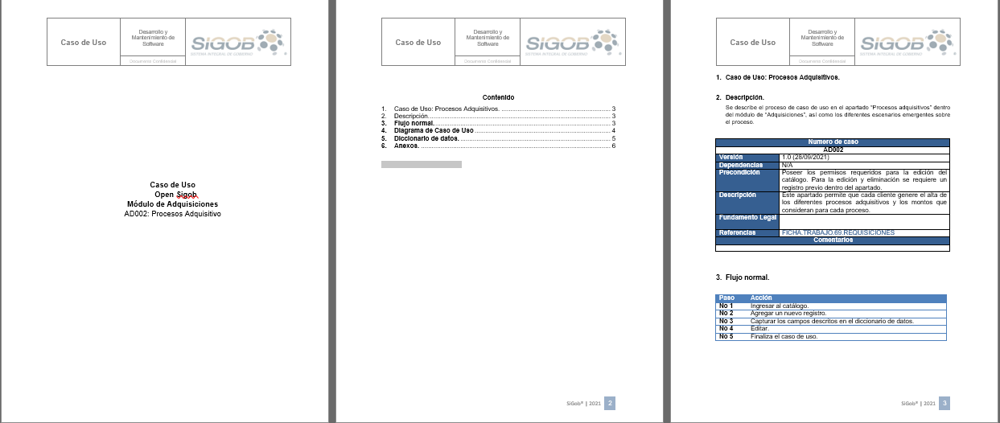 Caso de Uso
Desarrollo y
Mantenimiento de
Software
Documento Confidencial
SIGOB
SISTEMA INTEGRAL DE GOBIERNO
Caso de Uso
Open Sigob
Módulo de Adquisiciones
AD002: Procesos Adquisitivo
Caso de Uso
Desarrollo y
Mantenimiento de
Software
Documento Confidencial
SIGOB
SISTEMA INTEGRAL DE GOBIERNO
Contenido
1. Caso de Uso: Procesos Adquisitivos. 3
2. Descripción. 3
3. Flujo normal. 3
4. Diagrama de Caso de Uso 4
5. Diccionario de datos. 5
6. Anexos. 6
SiGob® | 2021 2
Caso de Uso
Desarrollo y
Mantenimiento de
Software
Documento Confidencial
SIGOB
SISTEMA INTEGRAL DE GOBIERNO
1. Caso de Uso: Procesos Adquisitivos.
2. Descripción.
Se describe el proceso de caso de uso en el apartado "Procesos adquisitivos" dentro
del módulo de "Adquisiciones", así como los diferentes escenarios emergentes sobre
el proceso.
Número de caso
AD002
Versión 1.0 (28/09/2021)
Dependencias N/A
Precondición Poseer los permisos requeridos para la edición del
catálogo. Para la edición y eliminación se requiere un
registro previo dentro del apartado.
Descripción Este apartado permite que cada cliente genere el alta de
los diferentes procesos adquisitivos y los montos que
consideran para cada proceso.
Fundamento Legal
Referencias FICHA.TRABAJO.69.REQUISICIONES
Comentarios
3. Flujo normal.
Paso Acción
No 1 Ingresar al catálogo.
No 2 Agregar un nuevo registro.
No 3 Capturar los campos descritos en el diccionario de datos.
No 4 Editar.
No 5 Finaliza el caso de uso.
SiGob® | 2021 3